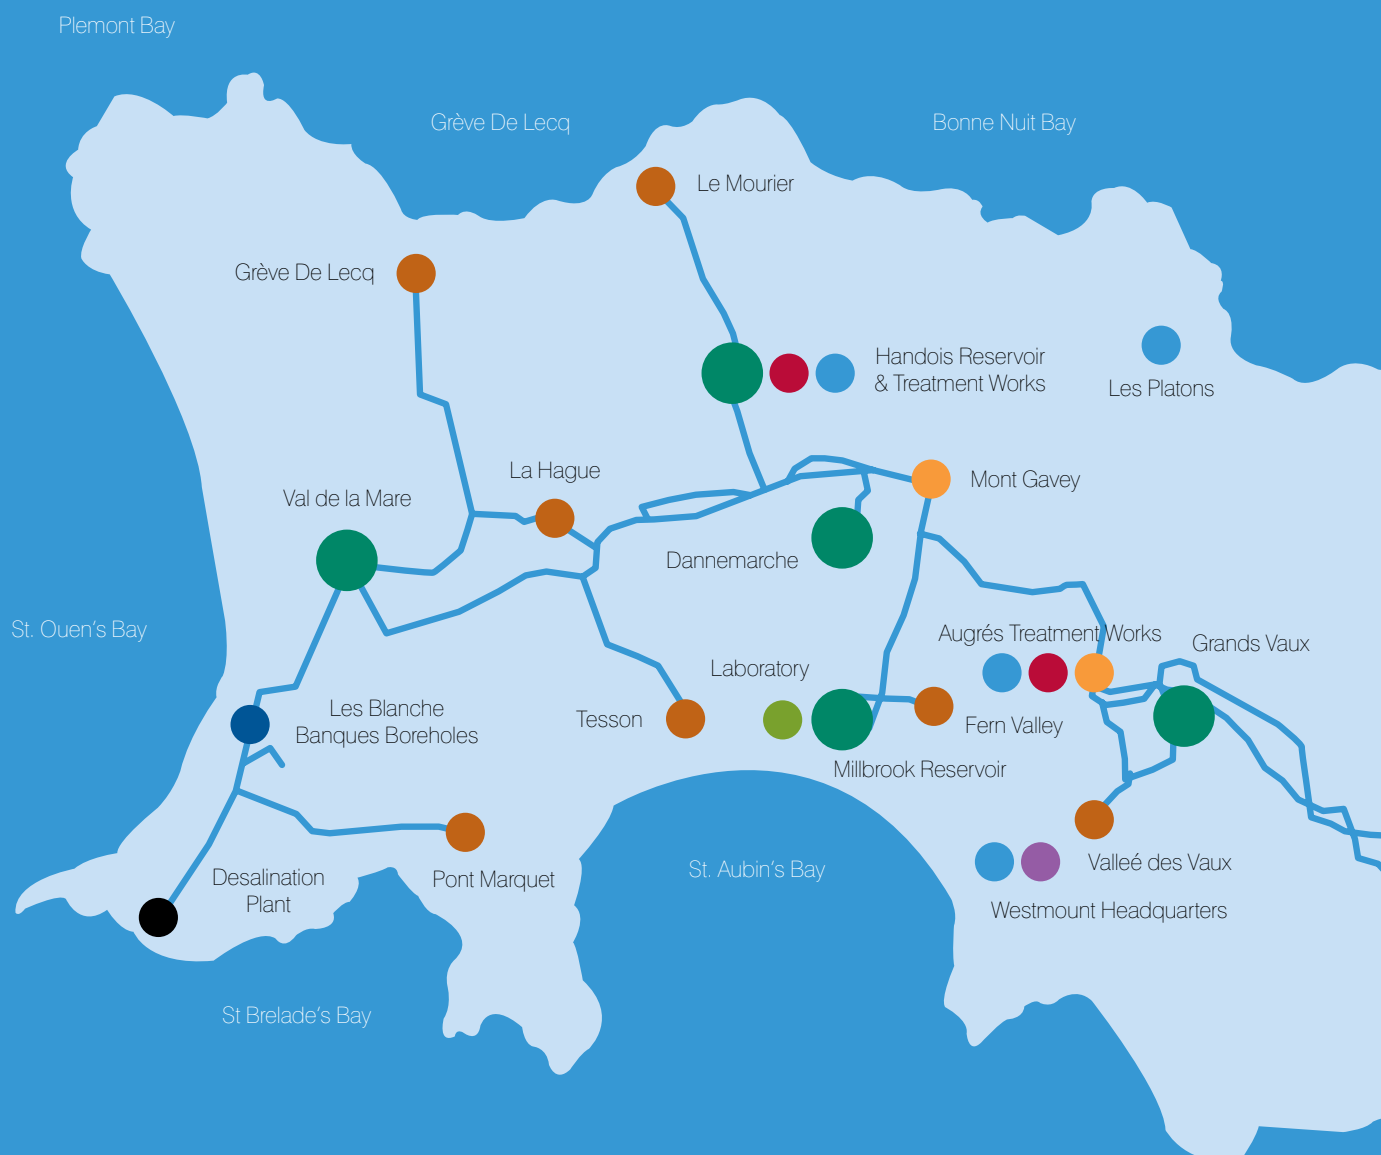 Plemont Bay
Grève De Lecq
Bonne Nuit Bay
Le Mourier
Grève De Lecq
Handois Reservoir
& Treatment Works
Les Platons
La Hague
Mont Gavey
Val de la Mare
Dannemarche
St. Ouen's Bay
Augrés Treatment Works
Grands Vaux
Laboratory
Les Blanche
Banques Boreholes
Tesson
Fern Valley
Millbrook Reservoir
Desalination
Plant
Pont Marquet
St. Aubin's Bay
Valleé des Vaux
Westmount Headquarters
St Brelade's Bay